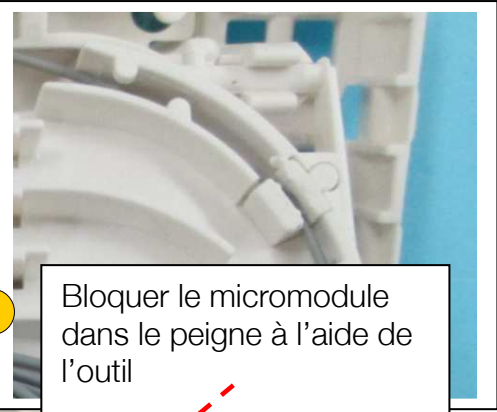 Bloquer le micromodule
dans le peigne à l’aide de
l’outil